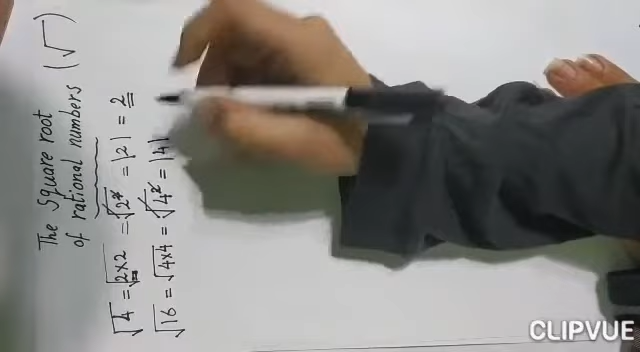 The Square root
of rational numbers (√)
√4 = √2×2 = √2² = |2| = 2
√16 = √4×4 = √4² = |4|
CLIPVUE